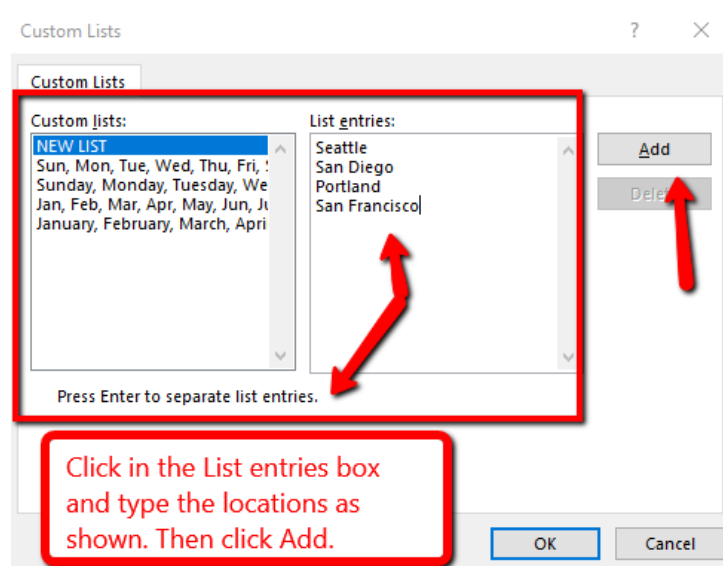 Custom Lists
Custom Lists
Custom lists:
NEW LIST
Sun, Mon, Tue, Wed, Thu, Fri,
Sunday, Monday, Tuesday, We
Jan, Feb, Mar, Apr, May, Jun, Ju
January, February, March, Apri
List entries:
Seattle
San Diego
Portland
San Francisco
Add
Press Enter to separate list entries.
Click in the List entries box
and type the locations as
shown. Then click Add.
OK
Cancel